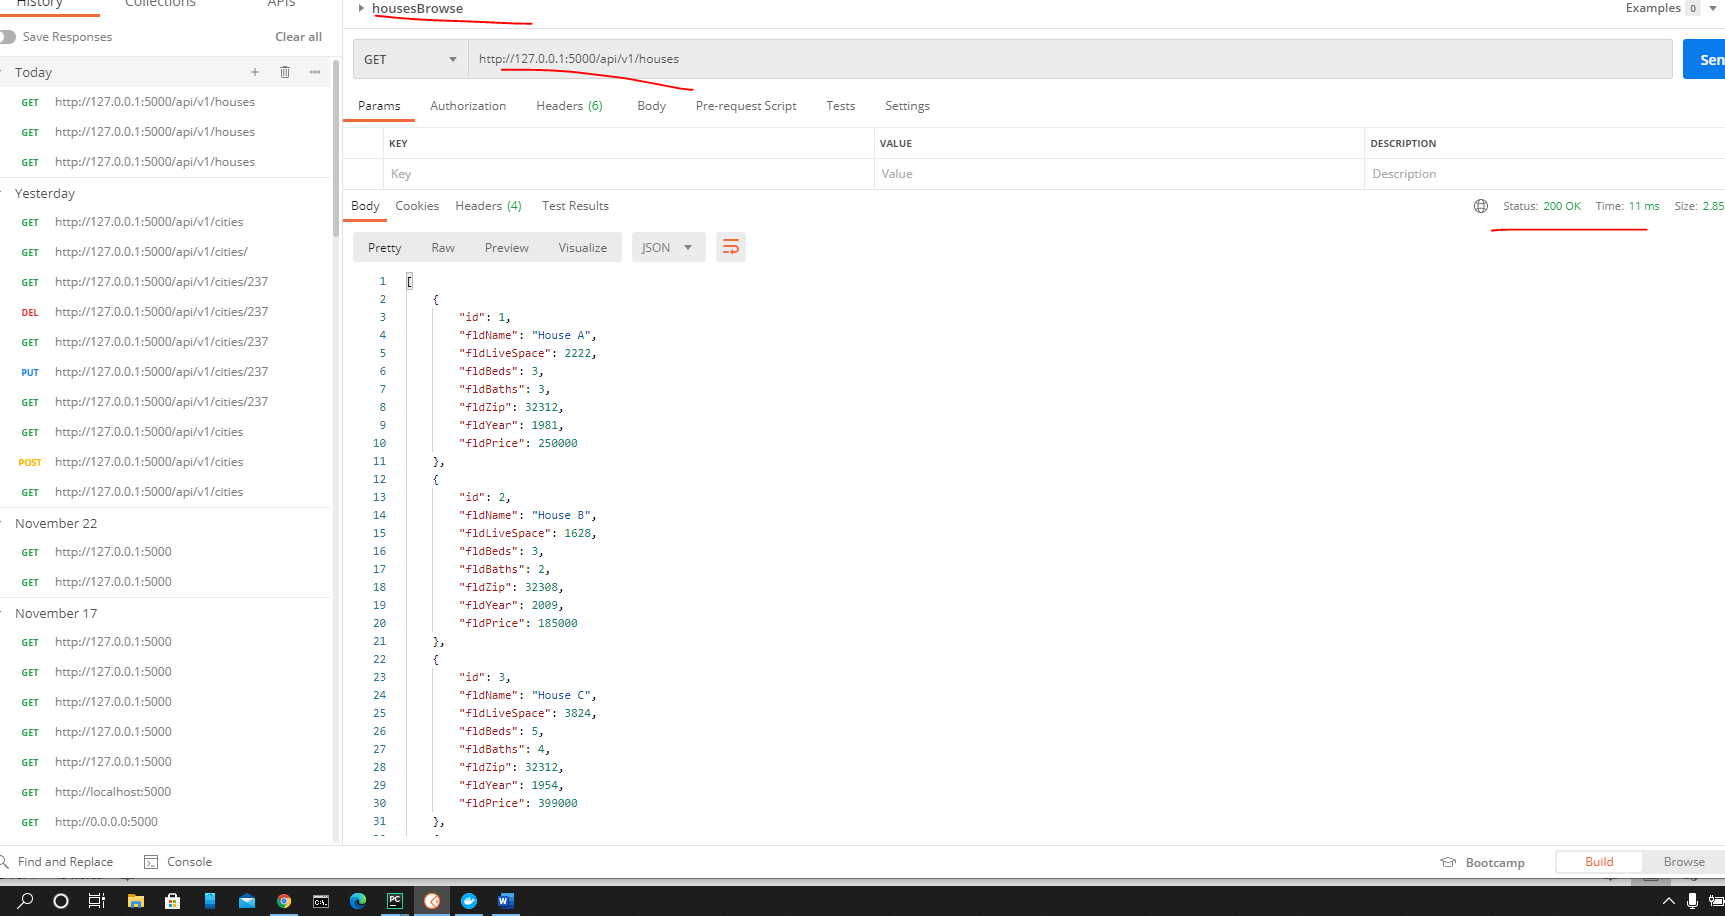 History
Collections
APIs
Save Responses
Clear all
Today
GET http://127.0.0.1:5000/api/v1/houses
GET http://127.0.0.1:5000/api/v1/houses
GET http://127.0.0.1:5000/api/v1/houses
Yesterday
GET http://127.0.0.1:5000/api/v1/cities
GET http://127.0.0.1:5000/api/v1/cities/
GET http://127.0.0.1:5000/api/v1/cities/237
DEL http://127.0.0.1:5000/api/v1/cities/237
GET http://127.0.0.1:5000/api/v1/cities/237
PUT http://127.0.0.1:5000/api/v1/cities/237
GET http://127.0.0.1:5000/api/v1/cities/237
GET http://127.0.0.1:5000/api/v1/cities
POST http://127.0.0.1:5000/api/v1/cities
GET http://127.0.0.1:5000/api/v1/cities
November 22
GET http://127.0.0.1:5000
GET http://127.0.0.1:5000
November 17
GET http://127.0.0.1:5000
GET http://127.0.0.1:5000
GET http://127.0.0.1:5000
GET http://127.0.0.1:5000
GET http://127.0.0.1:5000
GET http://localhost:5000
GET http://0.0.0.0:5000
housesBrowse
Examples 0
GET http://127.0.0.1:5000/api/v1/houses Sen
Params Authorization Headers (6) Body Pre-request Script Tests Settings
KEY VALUE DESCRIPTION
Key Value Description
Body Cookies Headers (4) Test Results Status: 200 OK Time: 11 ms Size: 2.85
Pretty Raw Preview Visualize JSON
1 [
2 {
3 "id": 1,
4 "fldName": "House A",
5 "fldLiveSpace": 2222,
6 "fldBeds": 3,
7 "fldBaths": 3,
8 "fldZip": 32312,
9 "fldYear": 1981,
10 "fldPrice": 250000
11 },
12 {
13 "id": 2,
14 "fldName": "House B",
15 "fldLiveSpace": 1628,
16 "fldBeds": 3,
17 "fldBaths": 2,
18 "fldZip": 32308,
19 "fldYear": 2009,
20 "fldPrice": 185000
21 },
22 {
23 "id": 3,
24 "fldName": "House C",
25 "fldLiveSpace": 3824,
26 "fldBeds": 5,
27 "fldBaths": 4,
28 "fldZip": 32312,
29 "fldYear": 1954,
30 "fldPrice": 399000
31 },
Find and Replace Console Bootcamp Build Browse